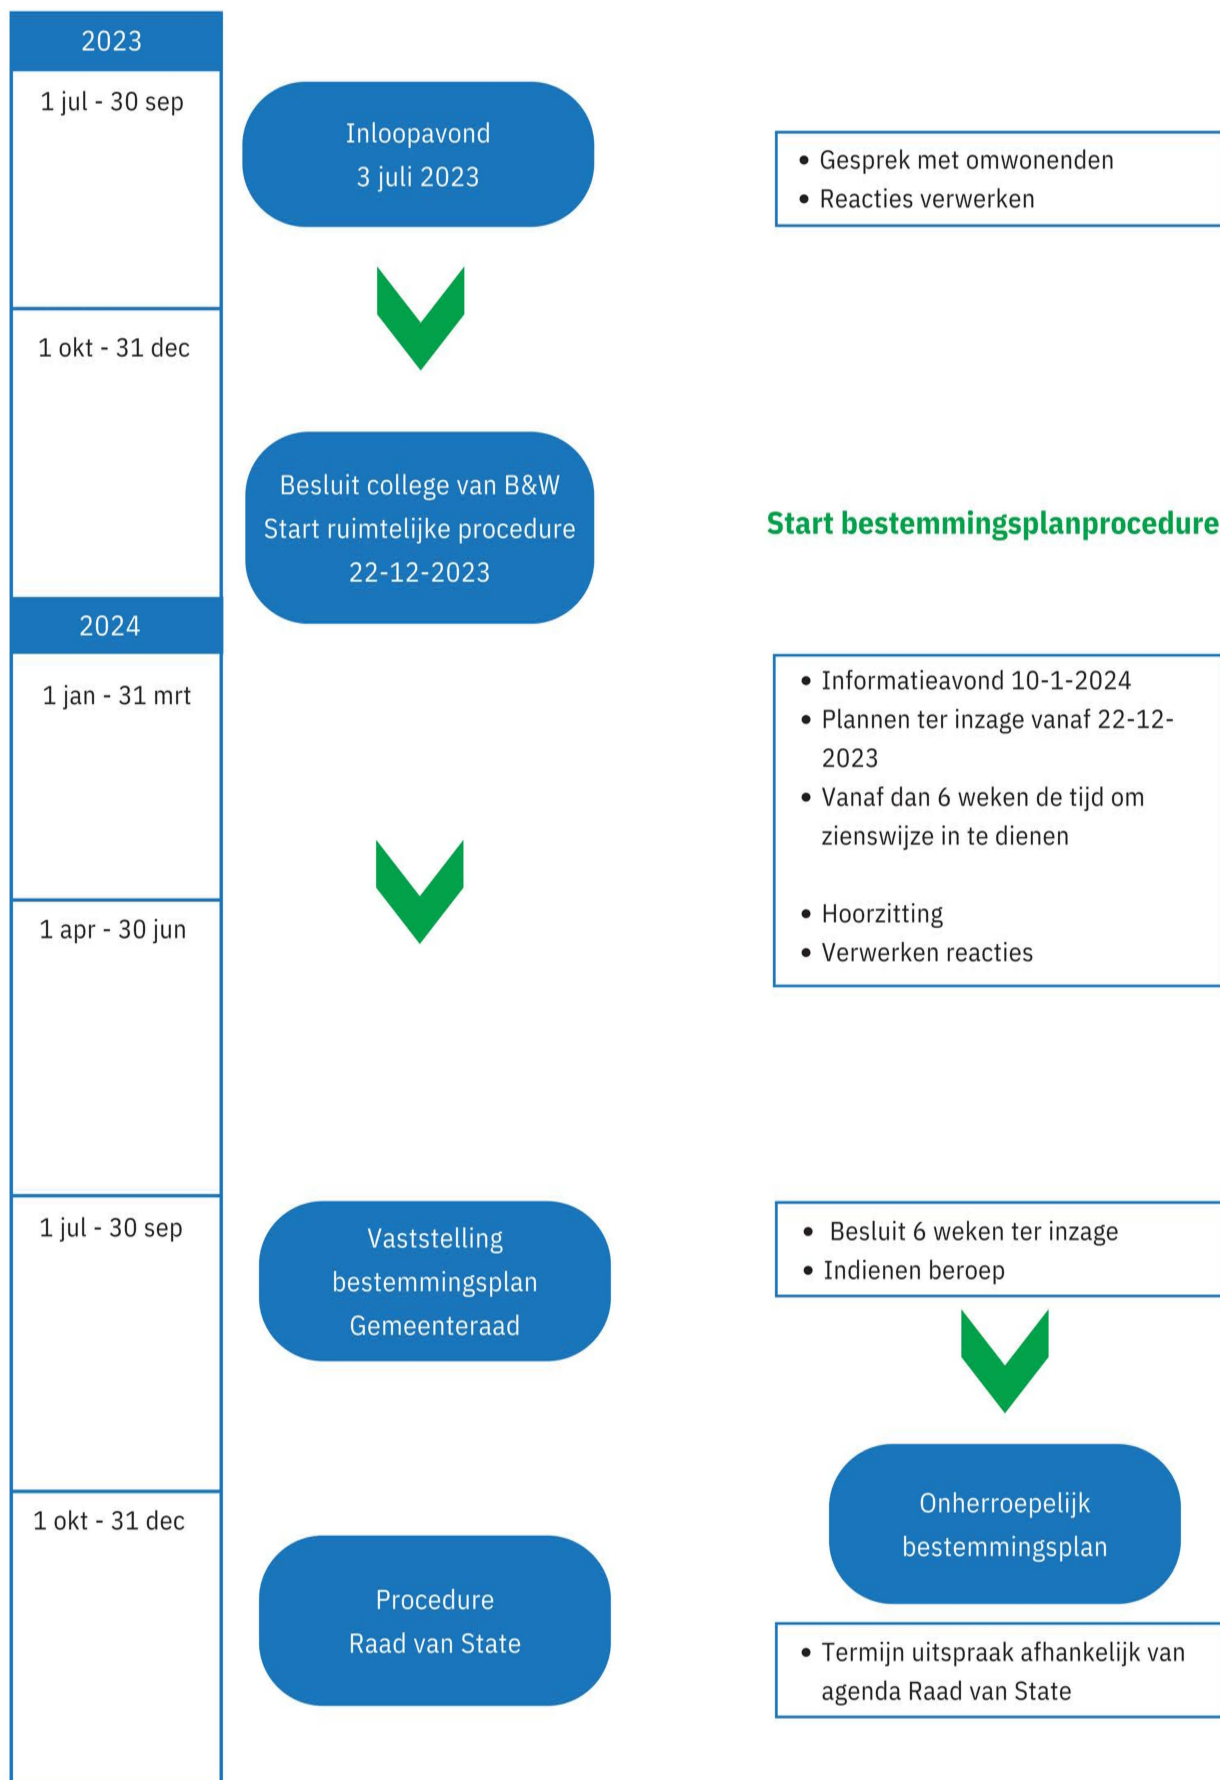 2023
1 jul - 30 sep
Inloopavond
3 juli 2023
• Gesprek met omwonenden
• Reacties verwerken
1 okt - 31 dec
Besluit college van B&W
Start ruimtelijke procedure
22-12-2023
Start bestemmingsplanprocedure
2024
1 jan - 31 mrt
• Informatieavond 10-1-2024
• Plannen ter inzage vanaf 22-12-
2023
• Vanaf dan 6 weken de tijd om
zienswijze in te dienen
• Hoorzitting
• Verwerken reacties
1 apr - 30 jun
1 jul - 30 sep
Vaststelling
bestemmingsplan
Gemeenteraad
• Besluit 6 weken ter inzage
• Indienen beroep
Onherroepelijk
bestemmingsplan
1 okt - 31 dec
Procedure
Raad van State
• Termijn uitspraak afhankelijk van
agenda Raad van State